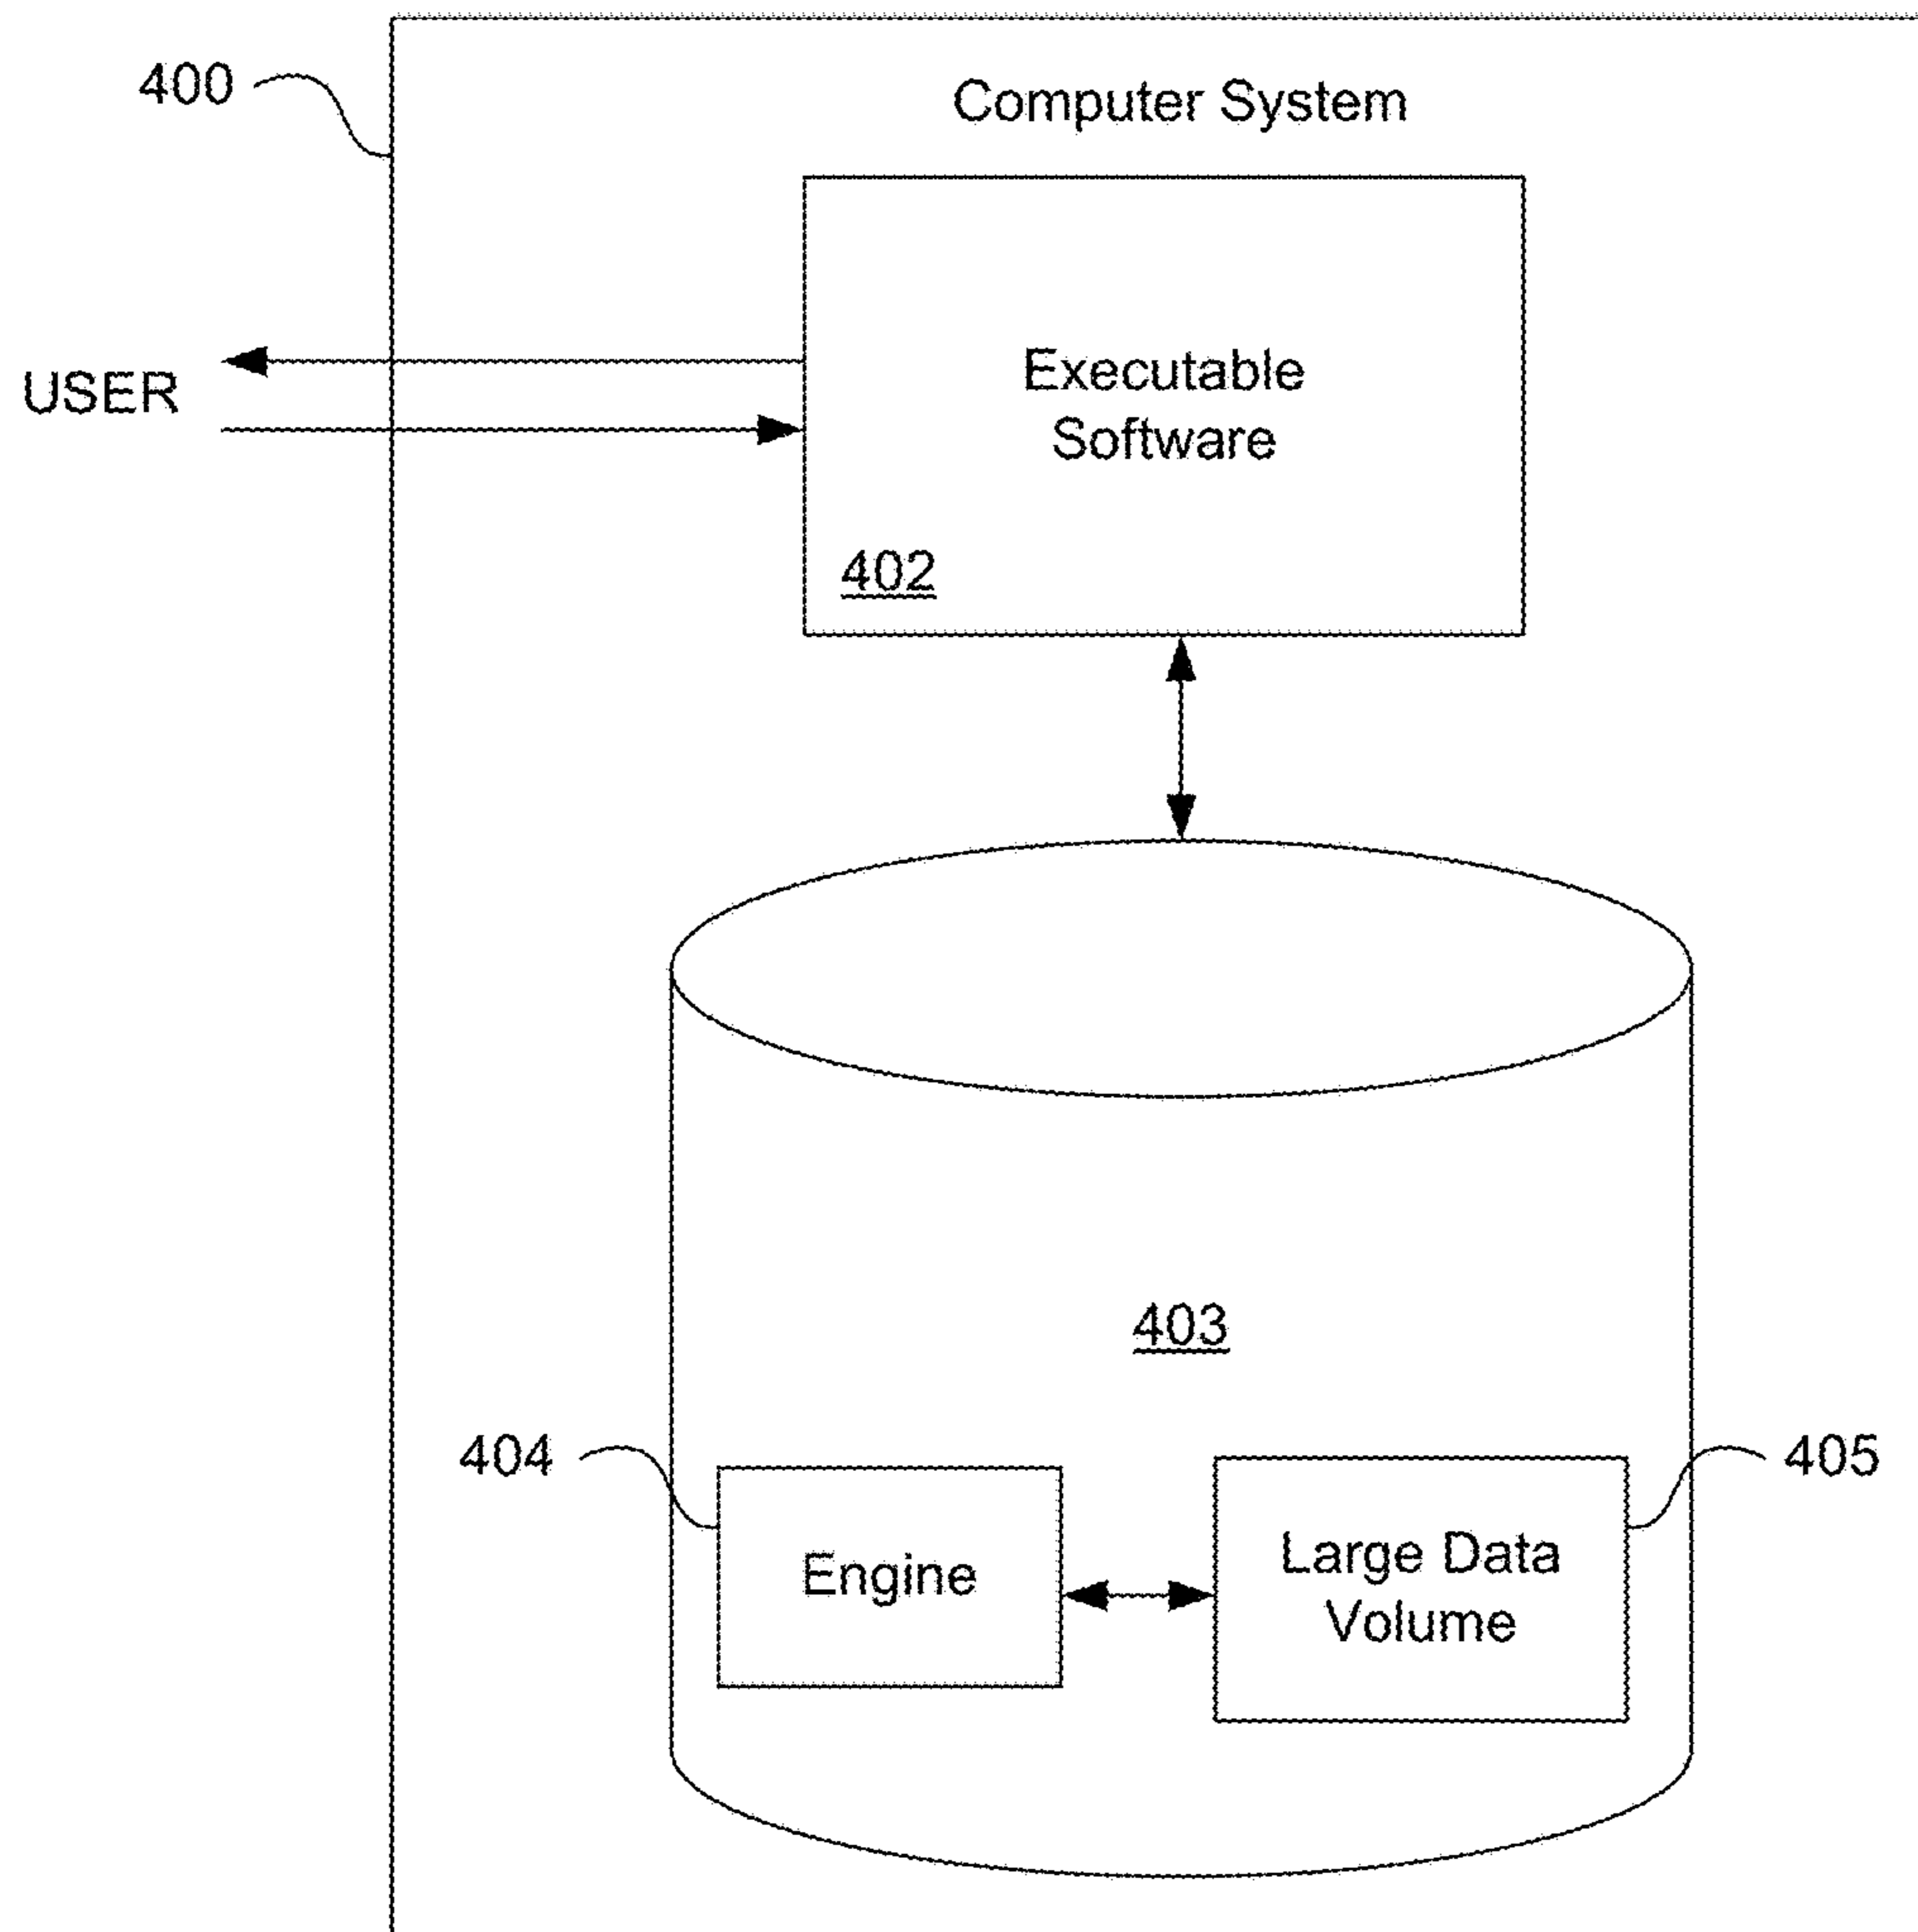 400
Computer System
USER
Executable
Software
402
403
404
405
Engine
Large Data
Volume